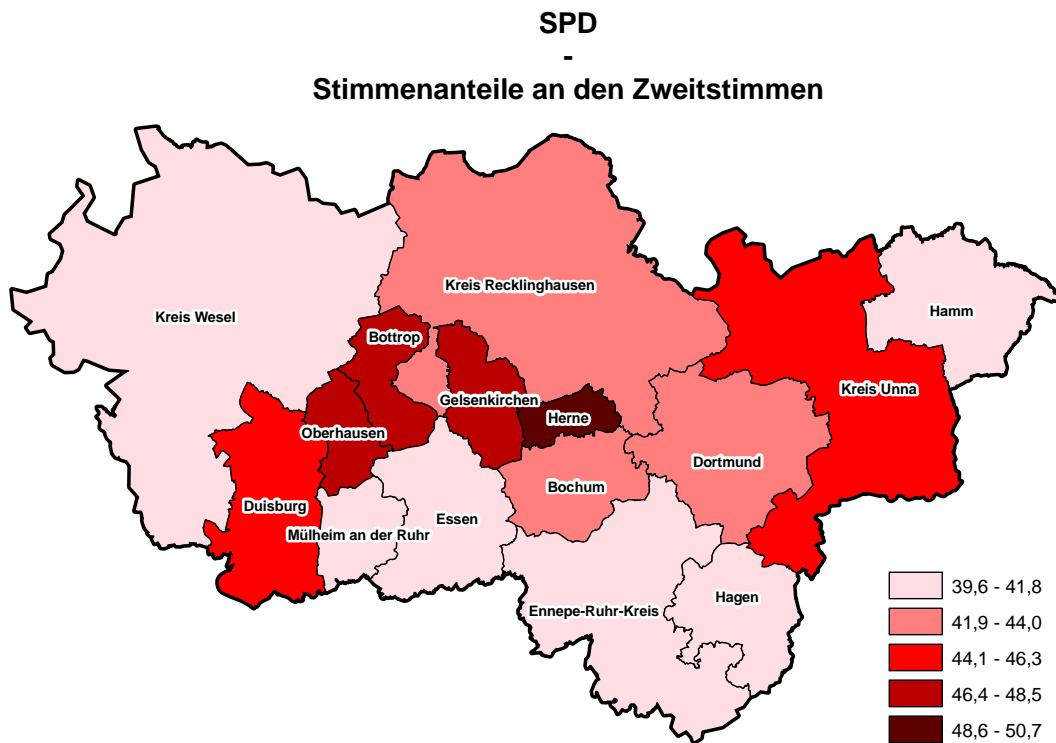 SPD
-
Stimmenanteile an den Zweitstimmen
Kreis Recklinghausen
Kreis Wesel
Hamm
Bottrop
Kreis Unna
Gelsenkirchen
Herne
Oberhausen
Dortmund
Bochum
Duisburg
Essen
Mülheim an der Ruhr
Hagen
Ennepe-Ruhr-Kreis
39,6 - 41,8
41,9 - 44,0
44,1 - 46,3
46,4 - 48,5
48,6 - 50,7